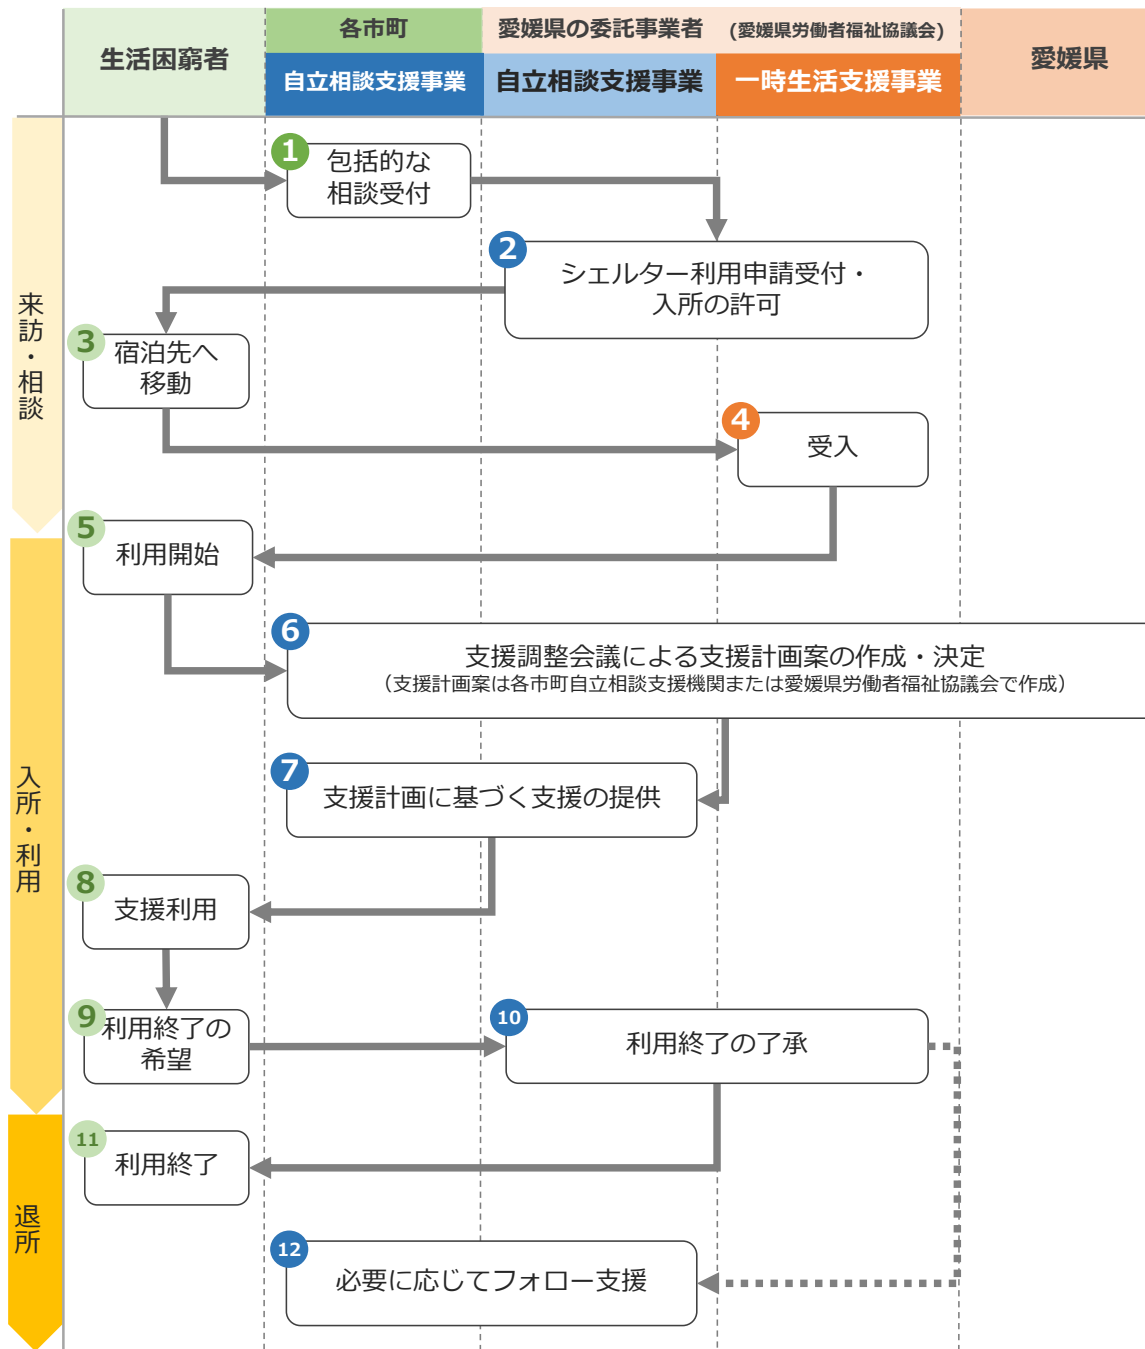 生活困窮者
各市町
愛媛県の委託事業者 (愛媛県労働者福祉協議会)
愛媛県
自立相談支援事業
自立相談支援事業
一時生活支援事業
来訪・相談
1
包括的な
相談受付
2
シェルター利用申請受付・
入所の許可
3
宿泊先へ
移動
4
受入
入所・利用
5
利用開始
6
支援調整会議による支援計画案の作成・決定
（支援計画案は各市町自立相談支援機関または愛媛県労働者福祉協議会で作成）
7
支援計画に基づく支援の提供
8
支援利用
9
利用終了の
希望
10
利用終了の了承
退所
11
利用終了
12
必要に応じてフォロー支援